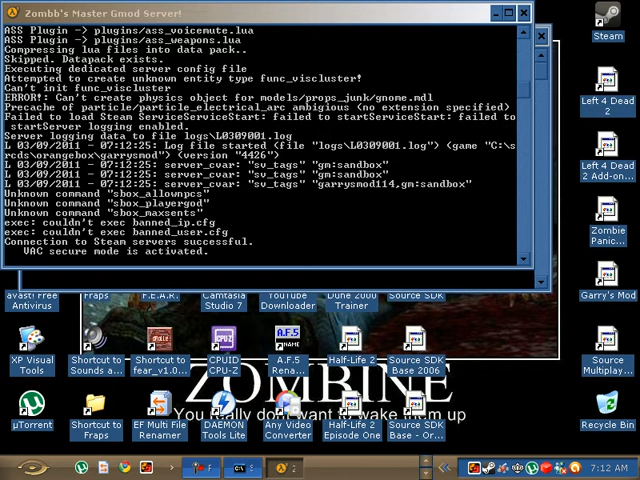 Zombb's Master Gmod Server!
ASS Plugin -> plugins/ass_voicemute.lua
ASS Plugin -> plugins/ass_weapons.lua
Compressing lua files into data pack..
Skipped. Datapack exists.
Executing dedicated server config file
Attempted to create unknown entity type func_viscluster!
Can't init func_viscluster
ERROR!: Can't create physics object for models/props_junk/gnome.mdl
Precache of particle/particle_electrical_arc ambigious (no extension specified)
Failed to load Steam ServiceServiceStart: failed to startServiceStart: failed to
startServer logging enabled.
Server logging data to file logs\L0309001.log
L 03/09/2011 - 07:12:25: Log file started (file "logs\L0309001.log") (game "C:\s
rcds\orangebox\garrysmod") (version "4426")
L 03/09/2011 - 07:12:25: server_cvar: "sv_tags" "gm:sandbox"
L 03/09/2011 - 07:12:25: server_cvar: "sv_tags" "gm:sandbox"
L 03/09/2011 - 07:12:25: server_cvar: "sv_tags" "garrysmod114,gm:sandbox"
Unknown command "sbox_allownpcs"
Unknown command "sbox_playergod"
Unknown command "sbox_maxsents"
exec: couldn't exec banned_ip.cfg
exec: couldn't exec banned_user.cfg
Connection to Steam servers successful.
VAC secure mode is activated.
Steam
Left 4 Dead 2
Left 4 Dead 2 Add-on...
Zombie Panic...
Garry's Mod
avast! Free Antivirus
Fraps
F.E.A.R.
Camtasia Studio 7
YouTube Downloader
Dune 2000 Trainer
Source SDK
XP Visual Tools
Shortcut to Sounds a...
Shortcut to fear_v1.0...
CPUID CPU-Z
A.F.5 Rena...
Half-Life 2
Source SDK Base 2006
Source Multiplay...
ZOMBINE
You really dont want to wake them up
µTorrent
Shortcut to Fraps
EF Multi File Renamer
DAEMON Tools Lite
Any Video Converter
Half-Life 2 Episode One
Source SDK Base - Or...
Recycle Bin
7:12 AM